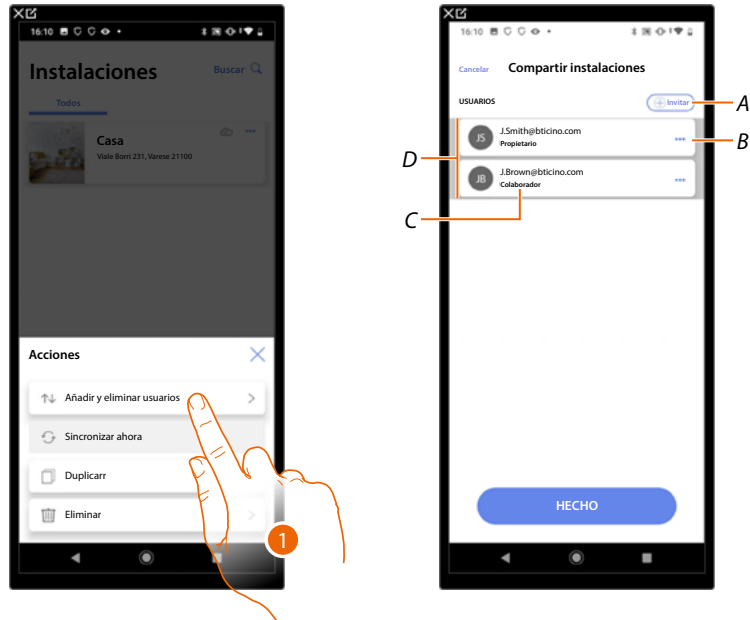 16:10
Instalaciones
Buscar
Todos
Casa
Viale Borri 231, Varese 21100
Acciones
Añadir y eliminar usuarios
Sincronizar ahora
Duplicarr
Eliminar
1
16:10
Cancelar Compartir instalaciones
USUARIOS
Invitar
A
JS
J.Smith@bticino.com
Propietario
B
D
JB
J.Brown@bticino.com
Colaborador
C
HECHO